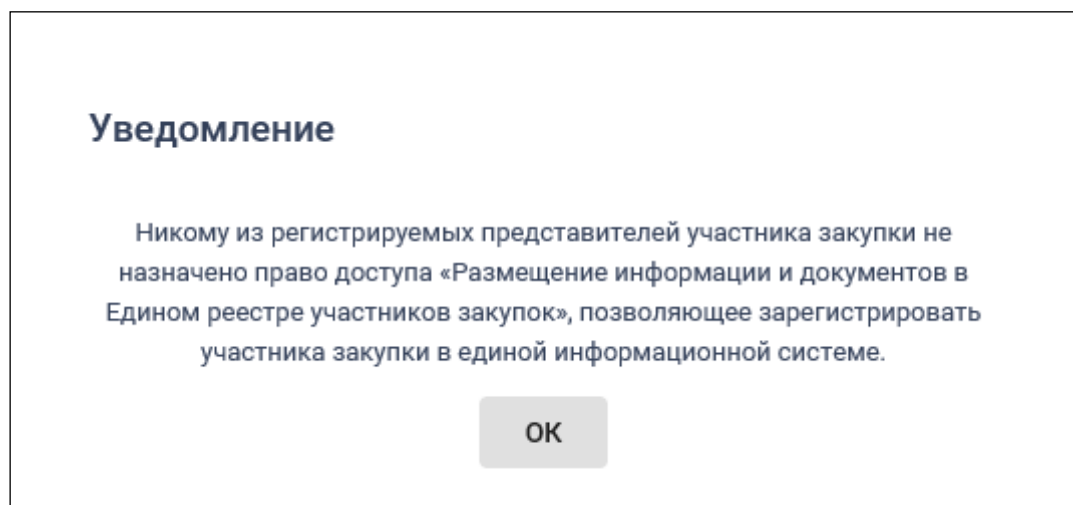 Уведомление
Никому из регистрируемых представителей участника закупки не
назначено право доступа «Размещение информации и документов в
Едином реестре участников закупок», позволяющее зарегистрировать
участника закупки в единой информационной системе.
ОК